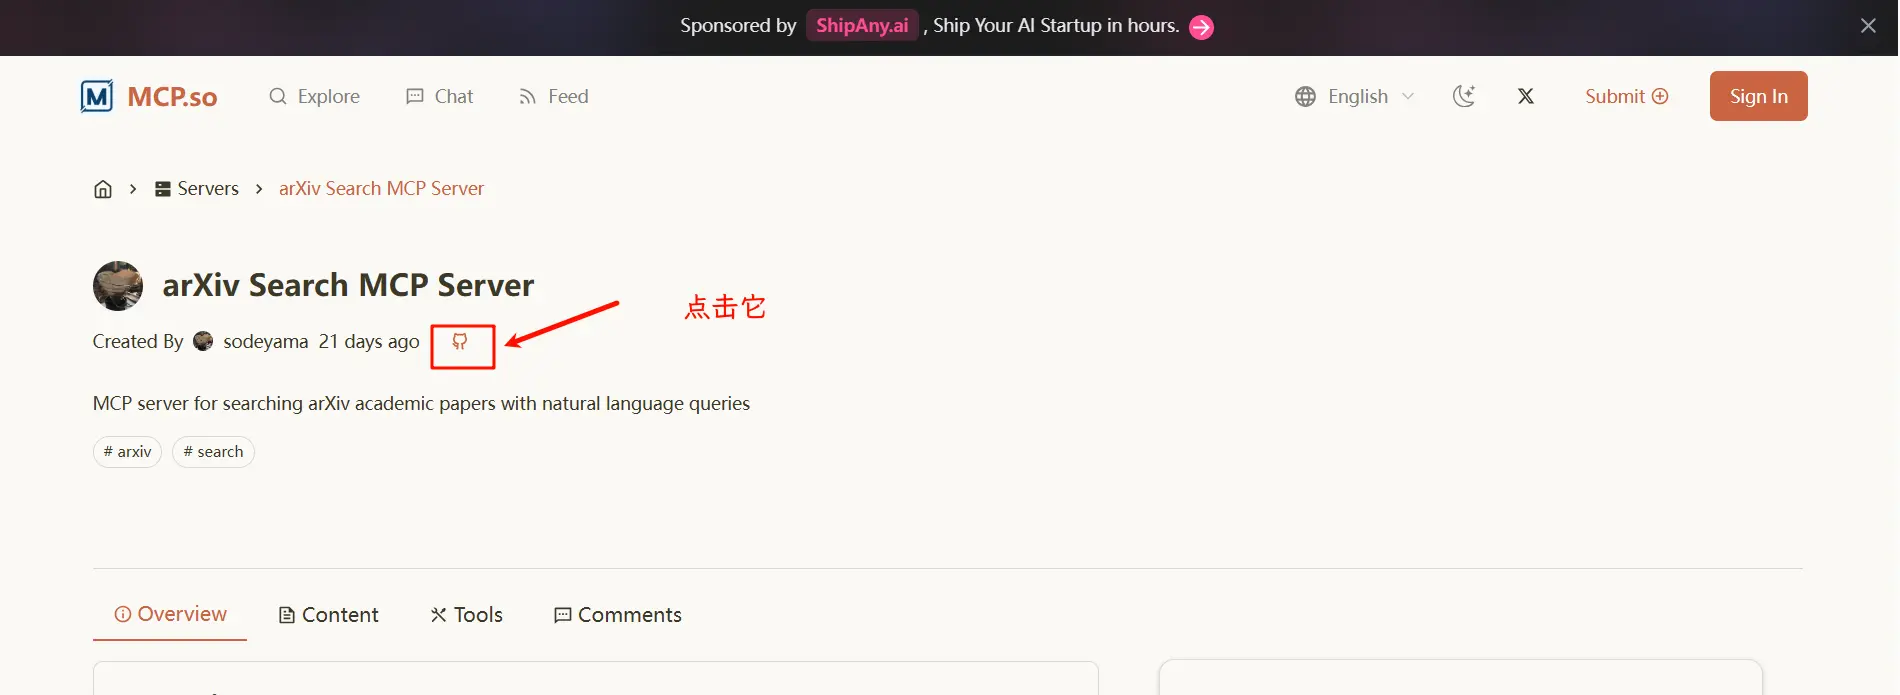 Sponsored by ShipAny.ai , Ship Your AI Startup in hours.
MCP.so Explore Chat Feed English Submit Sign In
Servers arXiv Search MCP Server
arXiv Search MCP Server
点击它
Created By sodeyama 21 days ago
MCP server for searching arXiv academic papers with natural language queries
# arxiv # search
Overview Content Tools Comments